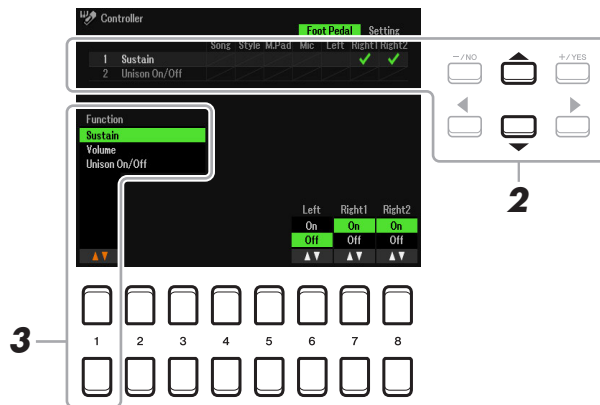 Controller
Foot Pedal Setting
Song Style M.Pad Mic Left Right1 Right2
1 Sustain
2 Unison On/Off
-/NO
+/YES
Function
Sustain
Volume
Unison On/Off
2
Left Right1 Right2
On On On
Off Off Off
3
1 2 3 4 5 6 7 8